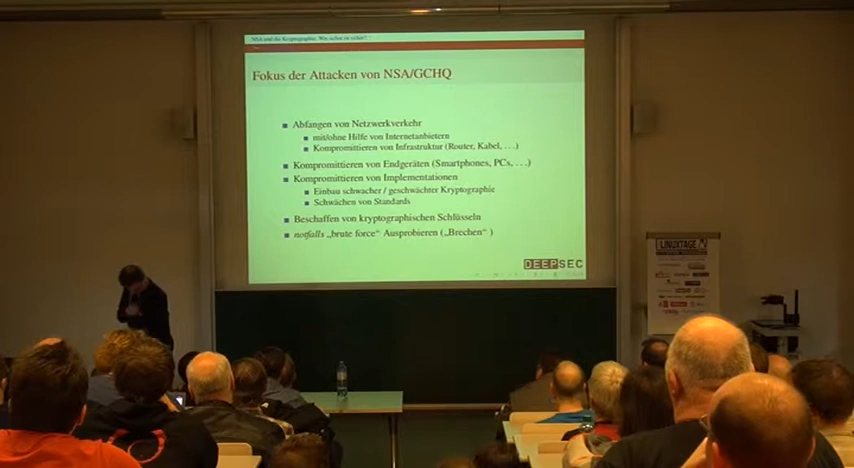 NSA und die Kryptographie: Wie sicher ist sicher?
Fokus der Attacken von NSA/GCHQ
Abfangen von Netzwerkverkehr
mit/ohne Hilfe von Internetanbietern
Kompromittieren von Infrastruktur (Router, Kabel, …)
Kompromittieren von Endgeräten (Smartphones, PCs, …)
Kompromittieren von Implementationen
Einbau schwacher / geschwächter Kryptographie
Schwächen von Standards
Beschaffen von kryptographischen Schlüsseln
notfalls „brute force“ Ausprobieren („Brechen“ )
DEEPSEC
LINUXTAGE